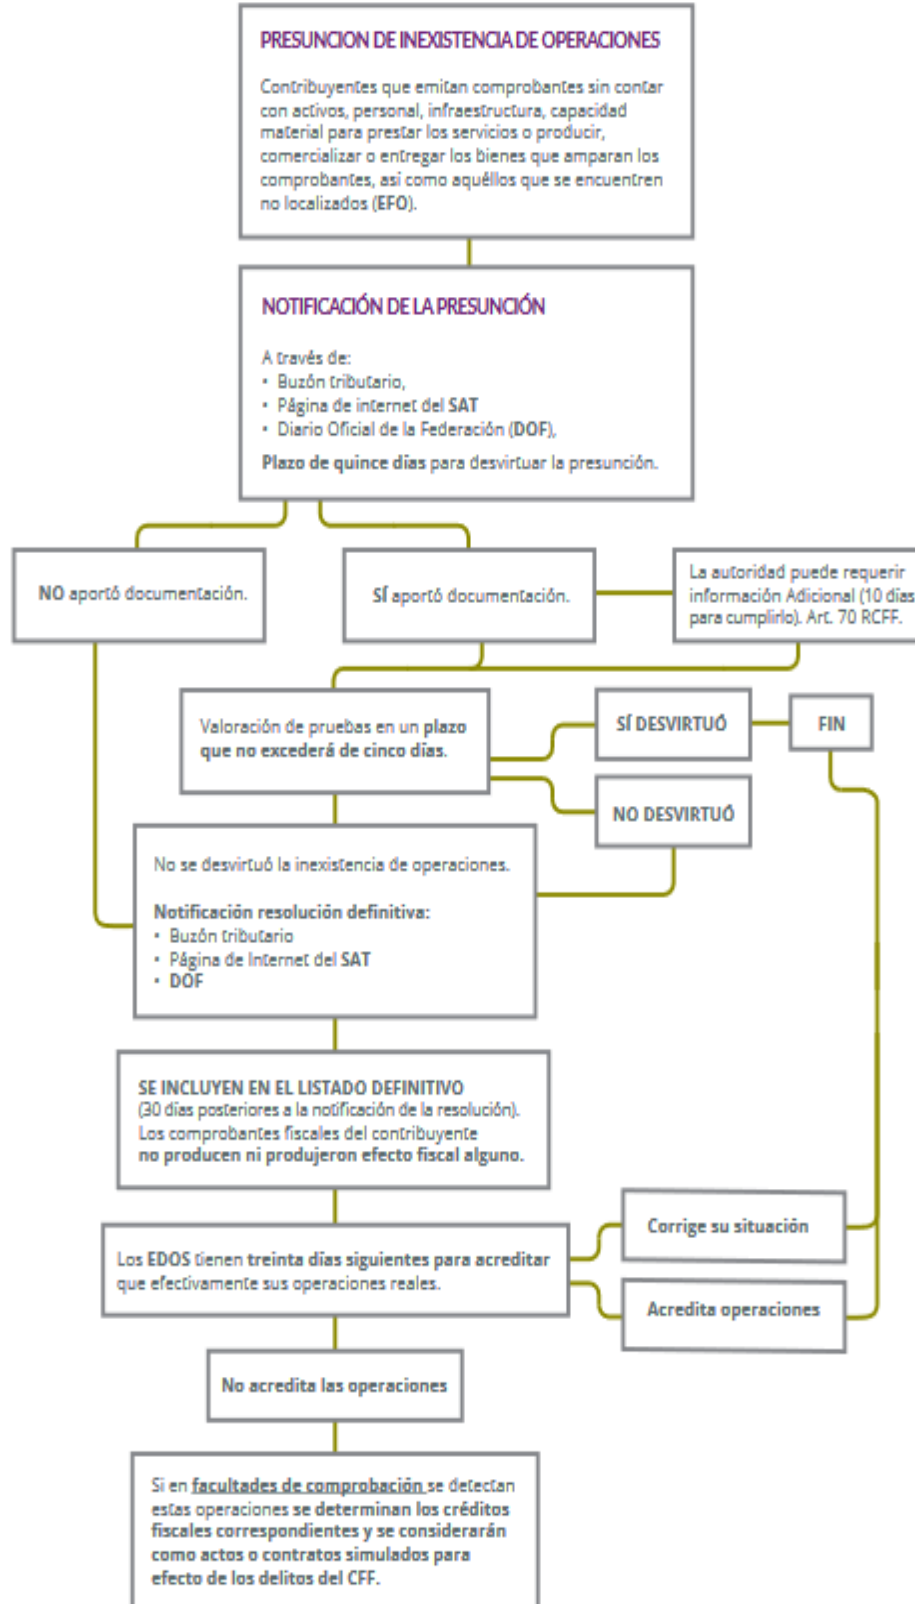 PRESUNCION DE INEXISTENCIA DE OPERACIONES
Contribuyentes que emitan comprobantes sin contar
con activos, personal, infraestructura, capacidad
material para prestar los servicios o producir,
comercializar o entregar los bienes que amparan los
comprobantes, así como aquéllos que se encuentren
no localizados (EFO).
NOTIFICACIÓN DE LA PRESUNCIÓN
A través de:
• Buzón tributario,
• Página de internet del SAT
• Diario Oficial de la Federación (DOF),
Plazo de quince días para desvirtuar la presunción.
NO aportó documentación.
SÍ aportó documentación.
La autoridad puede requerir
información Adicional (10 días
para cumplirlo). Art. 70 RCFF.
Valoración de pruebas en un plazo
que no excederá de cinco días.
SÍ DESVIRTUÓ
FIN
NO DESVIRTUÓ
No se desvirtuó la inexistencia de operaciones.
Notificación resolución definitiva:
• Buzón tributario
• Página de Internet del SAT
• DOF
SE INCLUYEN EN EL LISTADO DEFINITIVO
(30 días posteriores a la notificación de la resolución).
Los comprobantes fiscales del contribuyente
no producen ni produjeron efecto fiscal alguno.
Los EDOS tienen treinta días siguientes para acreditar
que efectivamente sus operaciones reales.
Corrige su situación
Acredita operaciones
No acredita las operaciones
Si en facultades de comprobación se detectan
estas operaciones se determinan los créditos
fiscales correspondientes y se considerarán
como actos o contratos simulados para
efecto de los delitos del CFF.